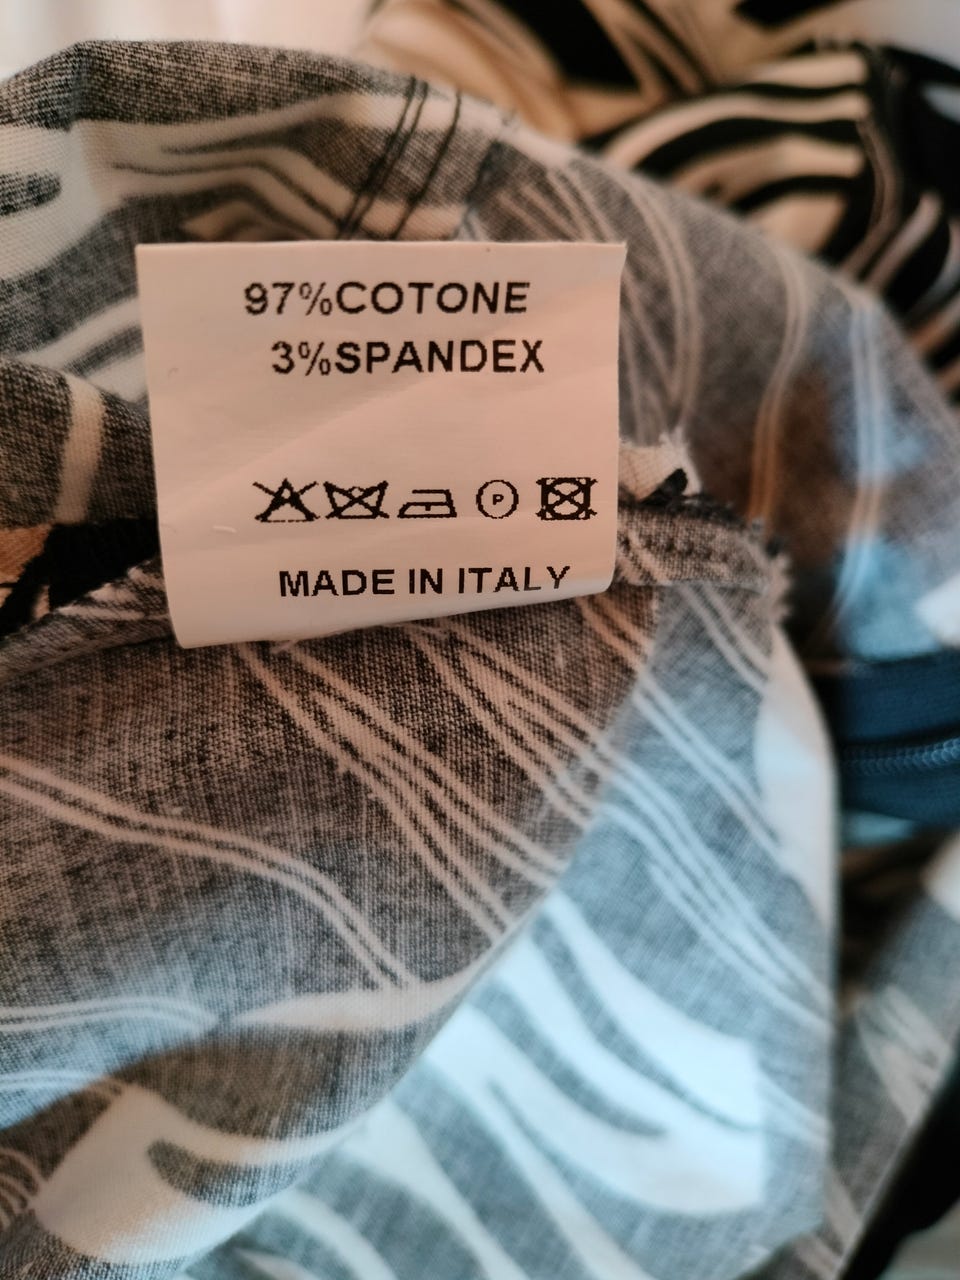 97%COTONE
3%SPANDEX
P
MADE IN ITALY